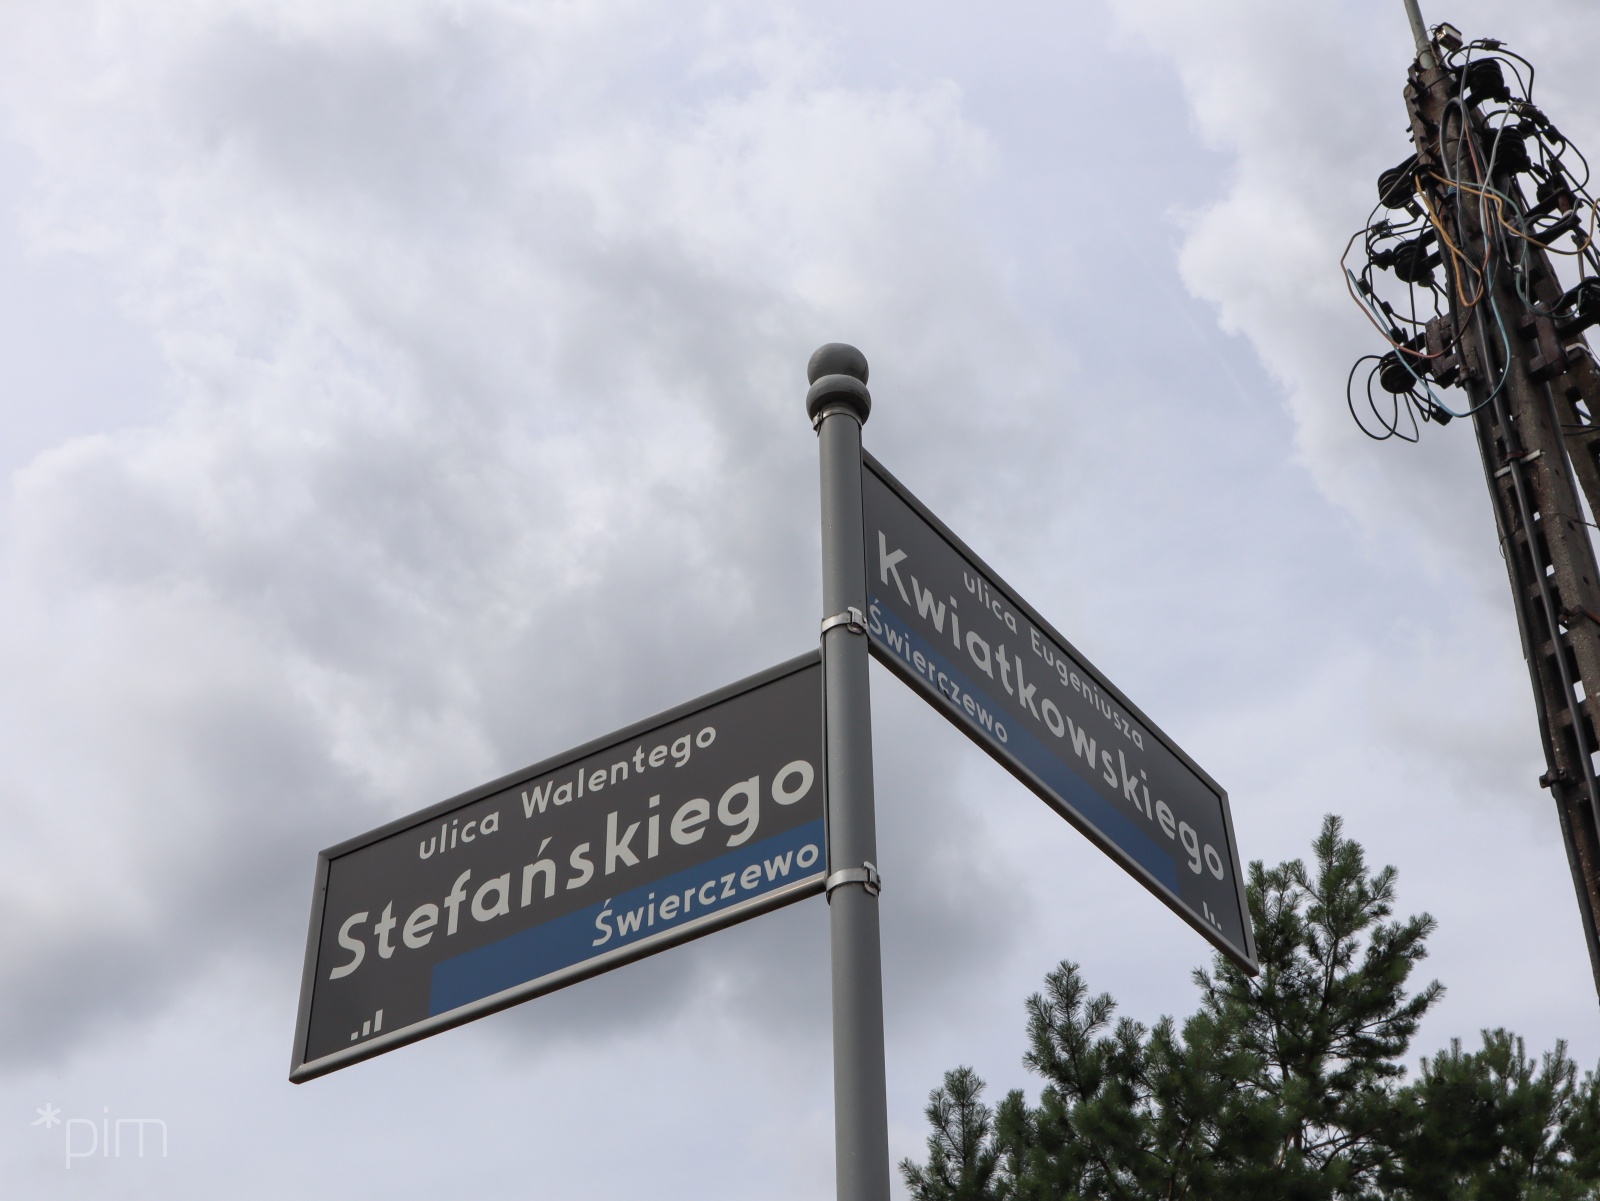 ulica Walentego
Stefańskiego
Świerczewo
ulica Eugeniusza
Kwiatkowskiego
Świerczewo
*pim